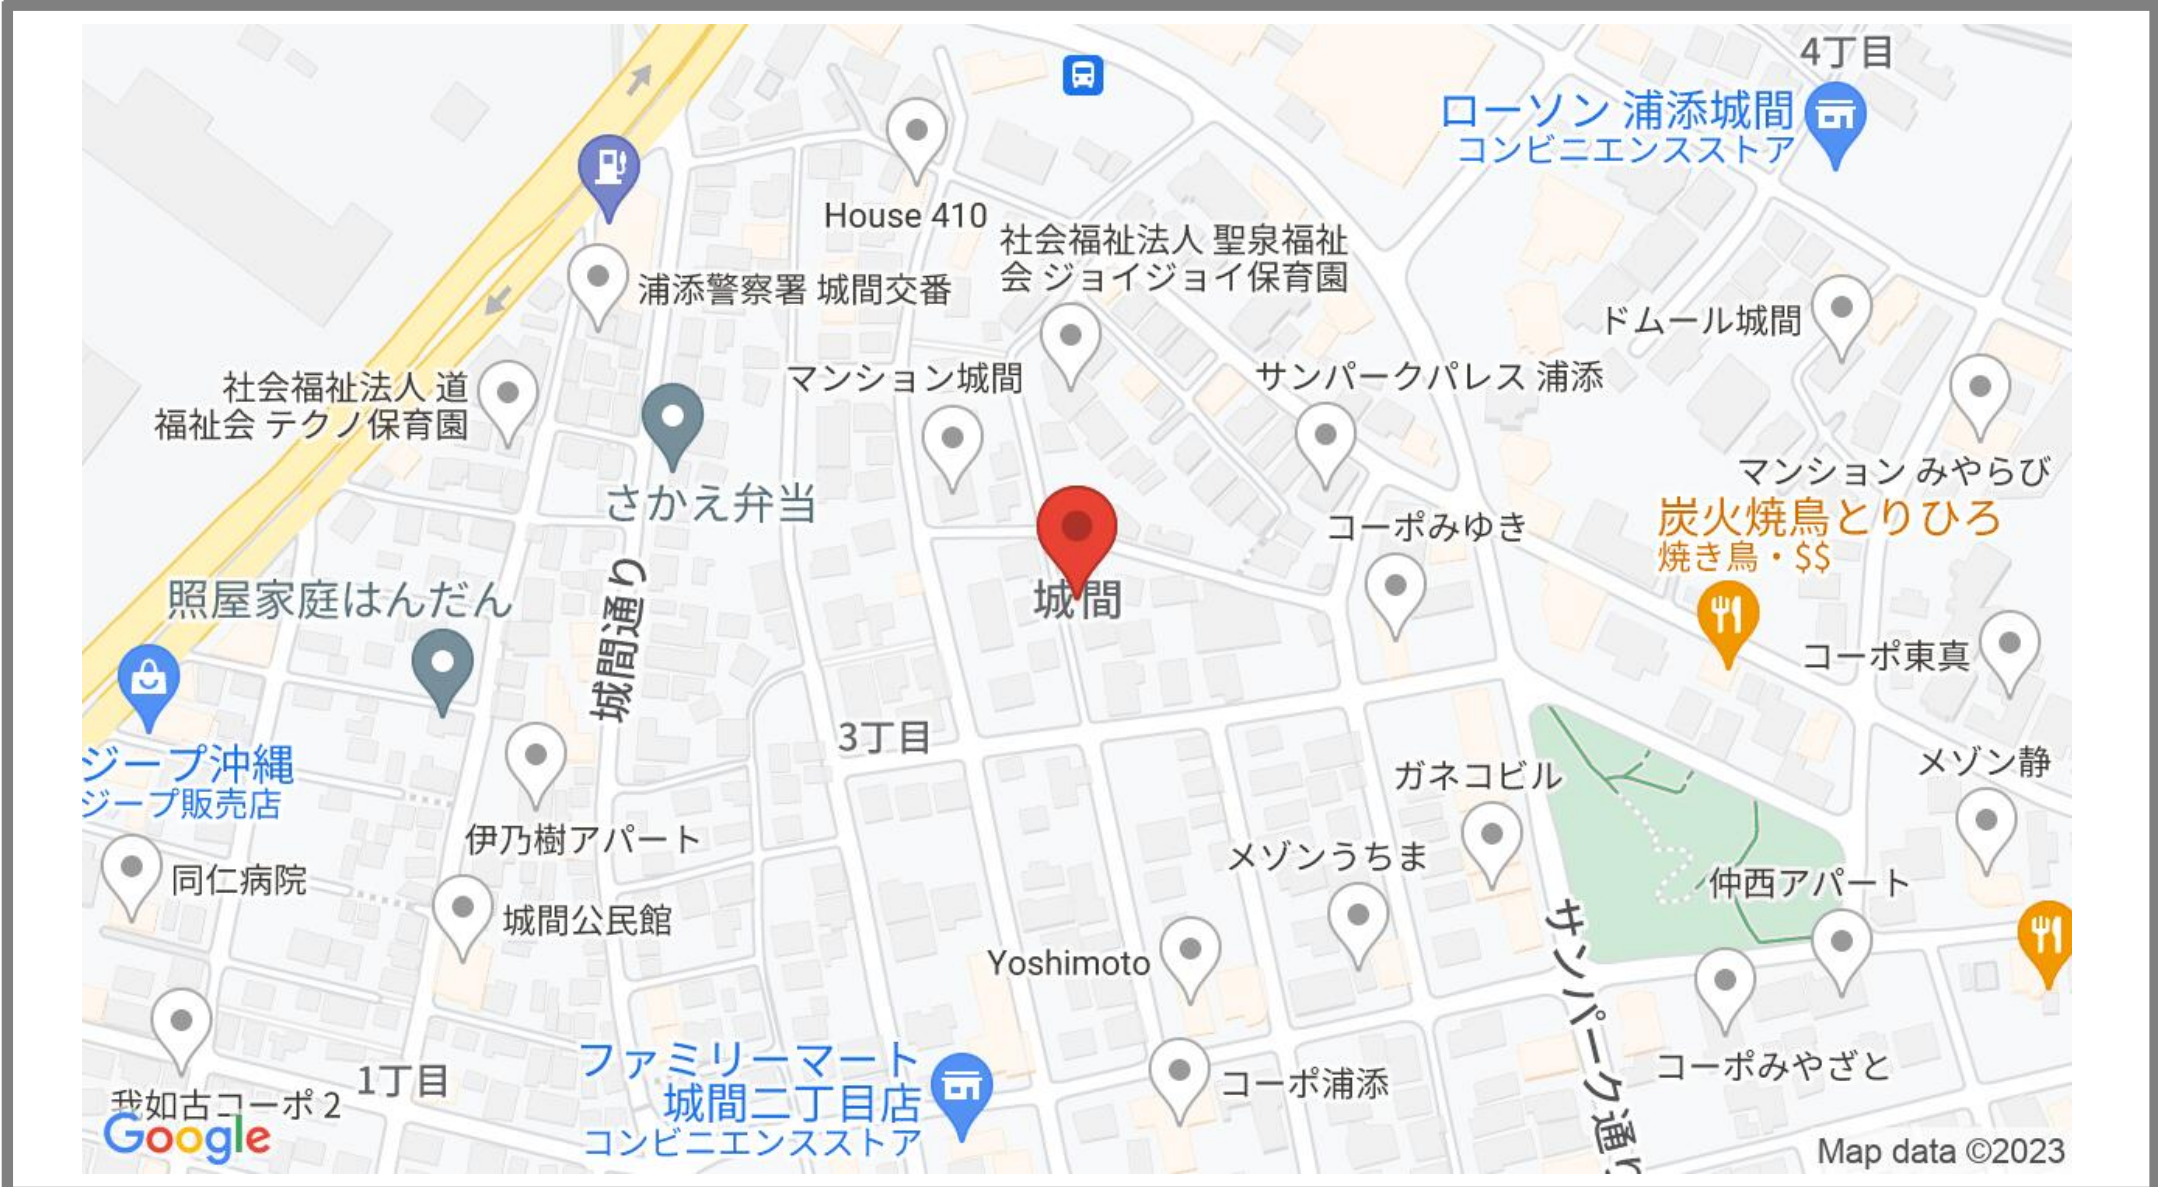 4丁目
ローソン 浦添城間
コンビニエンスストア
House 410
社会福祉法人 聖泉福祉
会 ジョイジョイ保育園
浦添警察署 城間交番
ドムール城間
社会福祉法人 道
福祉会 テクノ保育園
マンション城間
サンパークパレス 浦添
マンション みやらび
さかえ弁当
コーポみゆき
炭火焼鳥とりひろ
焼き鳥・$$
照屋家庭はんだん
城間
城間通り
コーポ東真
3丁目
ジープ沖縄
ジープ販売店
ガネコビル
メゾン静
伊乃樹アパート
メゾンうちま
同仁病院
仲西アパート
城間公民館
Yoshimoto
サンパーク通り
ファミリーマート
城間二丁目店
コンビニエンスストア
コーポ浦添
コーポみやざと
1丁目
我如古コーポ 2
Google
Map data ©2023